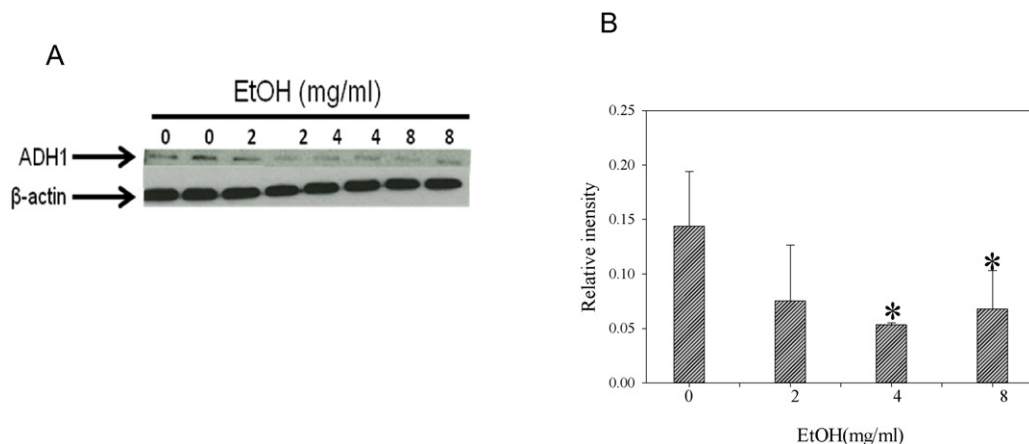 A
EtOH (mg/ml)
0 0 2 2 4 4 8 8
ADH1
β-actin
B
0.25
0.20
0.15
0.10
0.05
0.00
Relative inensity
* *
0 2 4 8
EtOH(mg/ml)